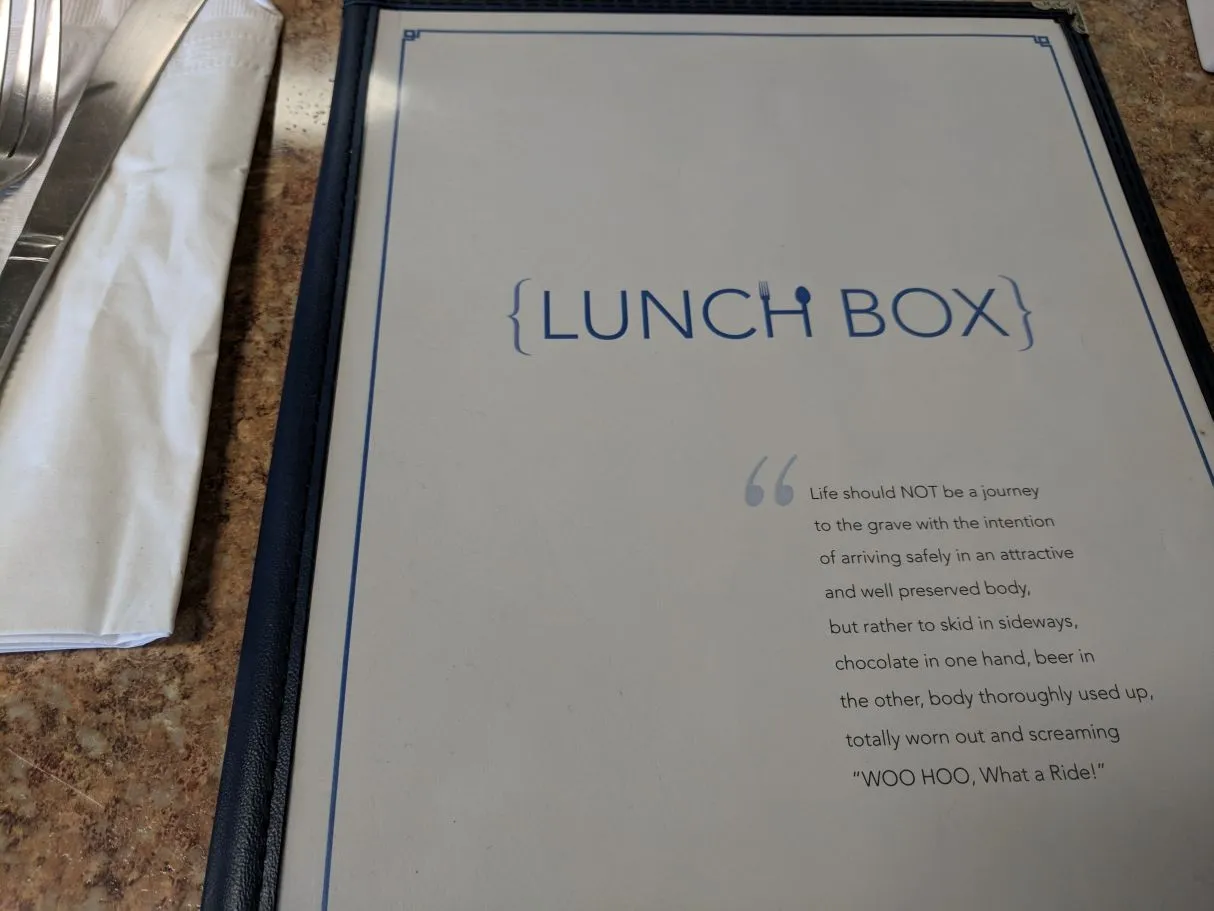 {LUNCH BOX}
“ Life should NOT be a journey
to the grave with the intention
of arriving safely in an attractive
and well preserved body,
but rather to skid in sideways,
chocolate in one hand, beer in
the other, body thoroughly used up,
totally worn out and screaming
"WOO HOO, What a Ride!"